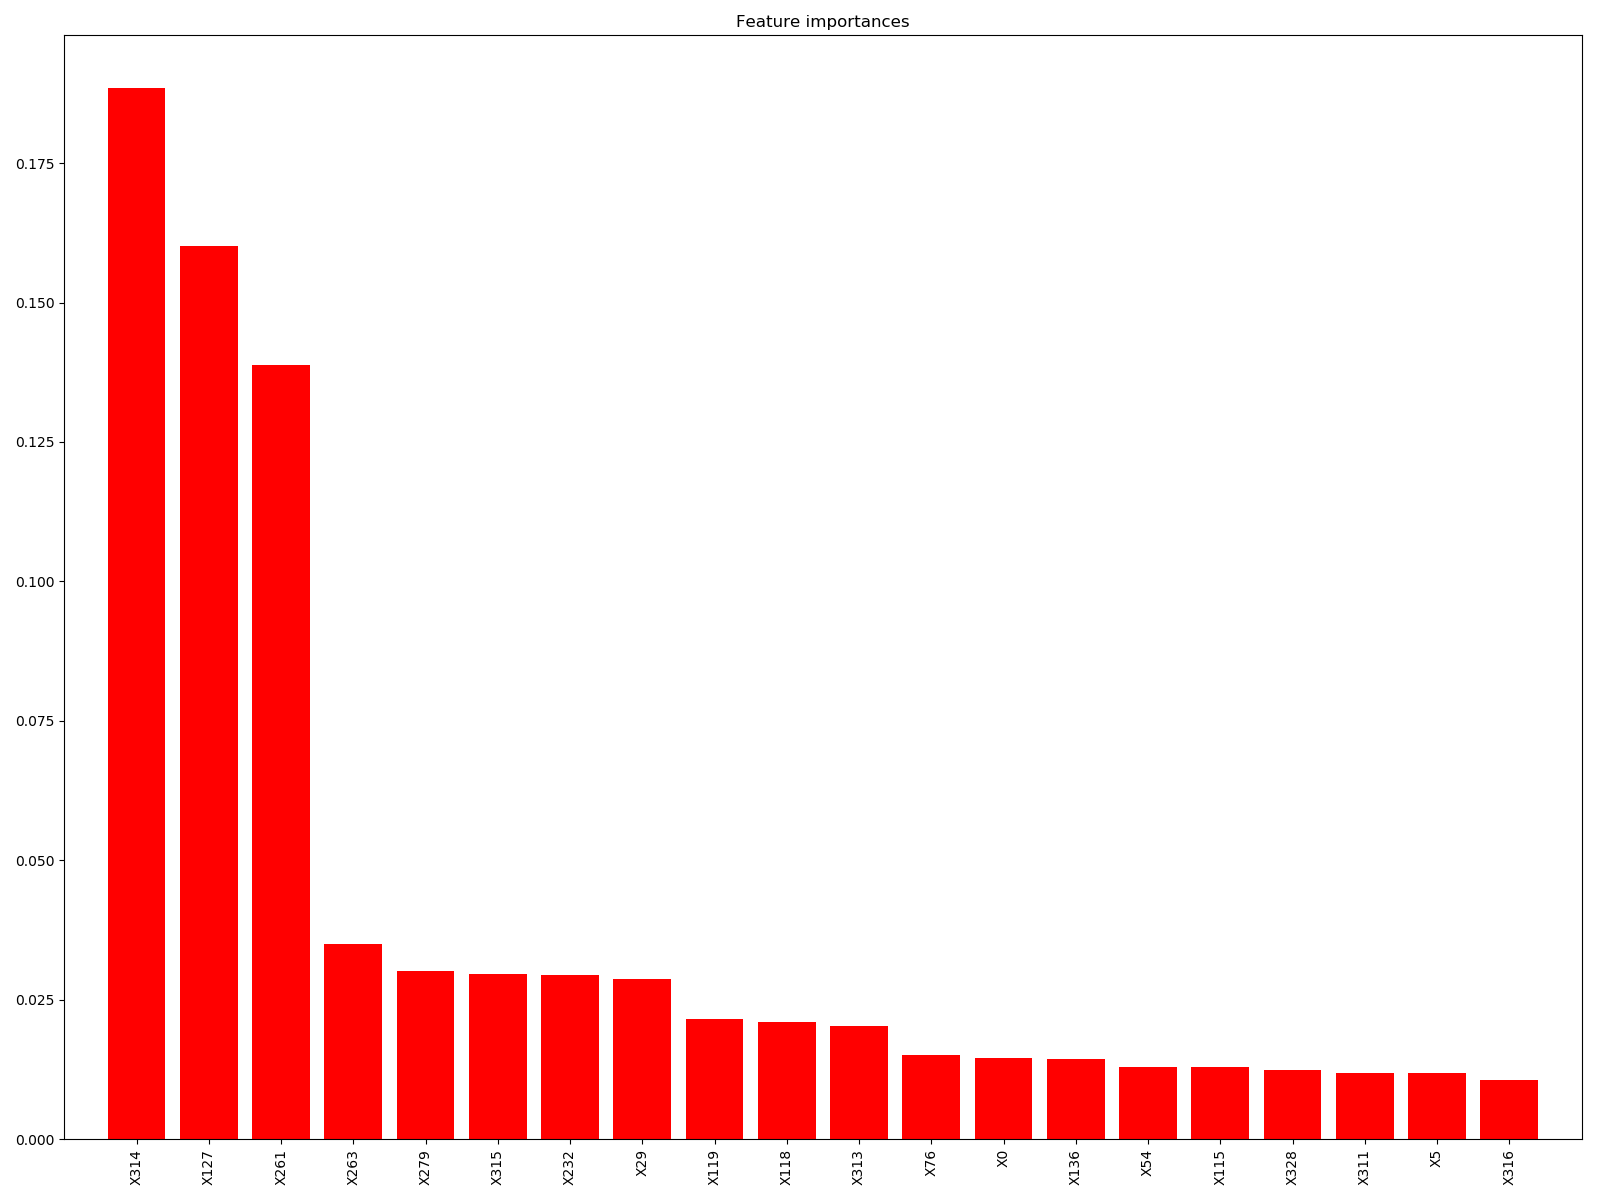 Feature importances
0.175
0.150
0.125
0.100
0.075
0.050
0.025
0.000
X314
X127
X261
X263
X279
X315
X232
X29
X119
X118
X313
X76
X0
X136
X54
X115
X328
X311
X5
X316